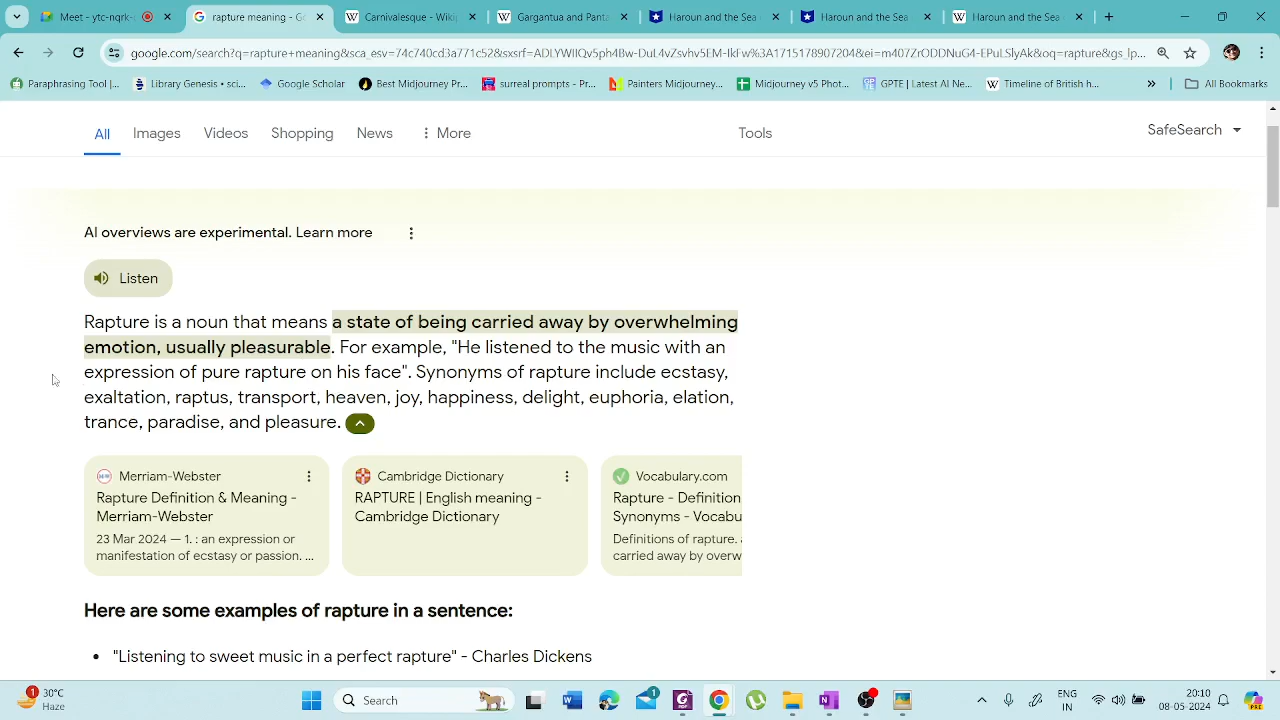 Meet – ytc-nrrk-
rapture meaning - Go
Carnivalesque - Wiki
Gargantua and Panta
Haroun and the Sea
Haroun and the Sea
Haroun and the Sea
google.com/search?q=rapture+meaning&sca_esv=74c740cd3a771c52&sxsrf=ADLYWIIQv5ph4Bw-DuL4vZsvhv5EM-IkFw%3A1715178907204&ei=m407ZrODDNuG4-EPuLSlyAk&oq=rapture&gs_lp...
Paraphrasing Tool |...
Library Genesis • sci...
Google Scholar
Best Midjourney Pr...
surreal prompts - Pr...
Painters Midjourney...
Midjourney v5 Phot...
GPTE | Latest AI Ne...
Timeline of British h...
All Bookmarks
All
Images
Videos
Shopping
News
More
Tools
SafeSearch
AI overviews are experimental. Learn more
Listen
Rapture is a noun that means a state of being carried away by overwhelming
emotion, usually pleasurable. For example, "He listened to the music with an
expression of pure rapture on his face". Synonyms of rapture include ecstasy,
exaltation, raptus, transport, heaven, joy, happiness, delight, euphoria, elation,
trance, paradise, and pleasure.
Merriam-Webster
Rapture Definition & Meaning -
Merriam-Webster
23 Mar 2024 — 1. : an expression or
manifestation of ecstasy or passion. ...
Cambridge Dictionary
RAPTURE | English meaning -
Cambridge Dictionary
Vocabulary.com
Rapture - Definition
Synonyms - Vocabu
Definitions of rapture.
carried away by overw
Here are some examples of rapture in a sentence:
• "Listening to sweet music in a perfect rapture" - Charles Dickens
1
30°C
Haze
Search
1
ENG
IN
20:10
08-05-2024